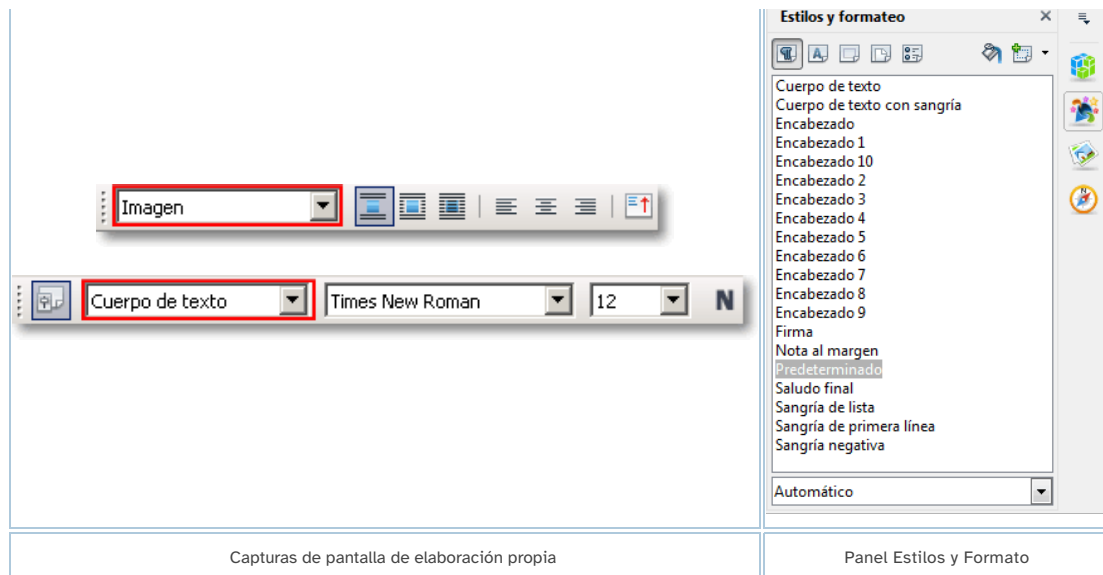 Imagen
Cuerpo de texto
Times New Roman
12
N
Estilos y formateo
Cuerpo de texto
Cuerpo de texto con sangría
Encabezado
Encabezado 1
Encabezado 10
Encabezado 2
Encabezado 3
Encabezado 4
Encabezado 5
Encabezado 6
Encabezado 7
Encabezado 8
Encabezado 9
Firma
Nota al margen
Predeterminado
Saludo final
Sangría de lista
Sangría de primera línea
Sangría negativa
Automático
Capturas de pantalla de elaboración propia
Panel Estilos y Formato